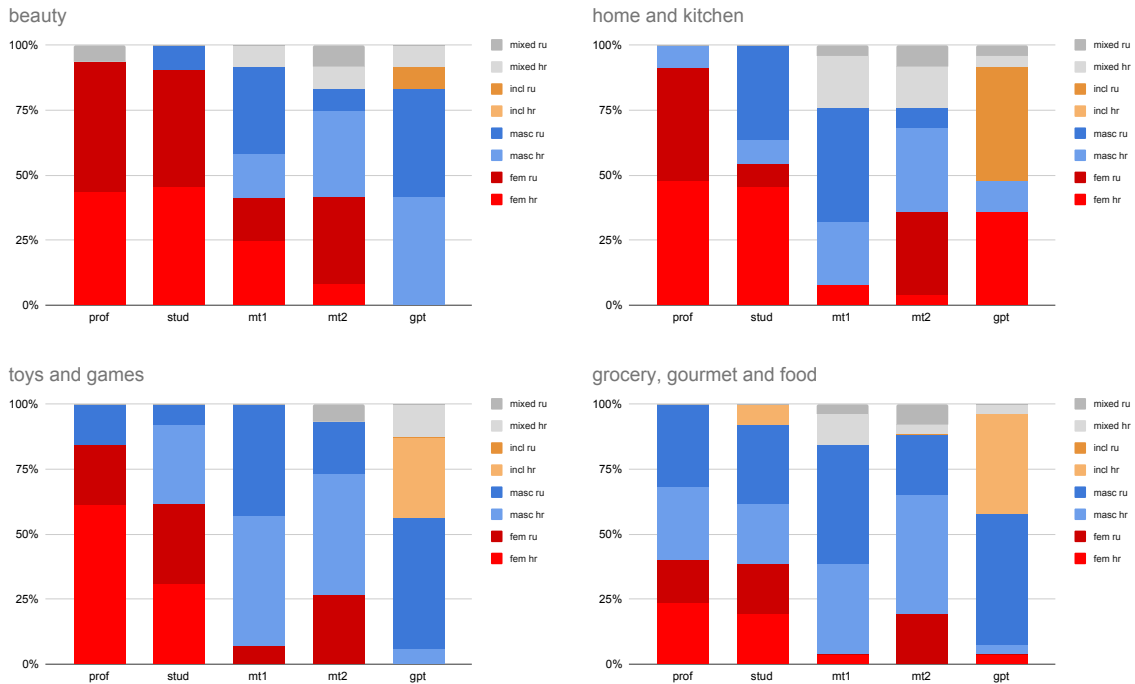 beauty
100%
75%
50%
25%
0%
prof stud mt1 mt2 gpt
mixed ru
mixed hr
incl ru
incl hr
masc ru
masc hr
fem ru
fem hr
home and kitchen
100%
75%
50%
25%
0%
prof stud mt1 mt2 gpt
mixed ru
mixed hr
incl ru
incl hr
masc ru
masc hr
fem ru
fem hr
toys and games
100%
75%
50%
25%
0%
prof stud mt1 mt2 gpt
mixed ru
mixed hr
incl ru
incl hr
masc ru
masc hr
fem ru
fem hr
grocery, gourmet and food
100%
75%
50%
25%
0%
prof stud mt1 mt2 gpt
mixed ru
mixed hr
incl ru
incl hr
masc ru
masc hr
fem ru
fem hr